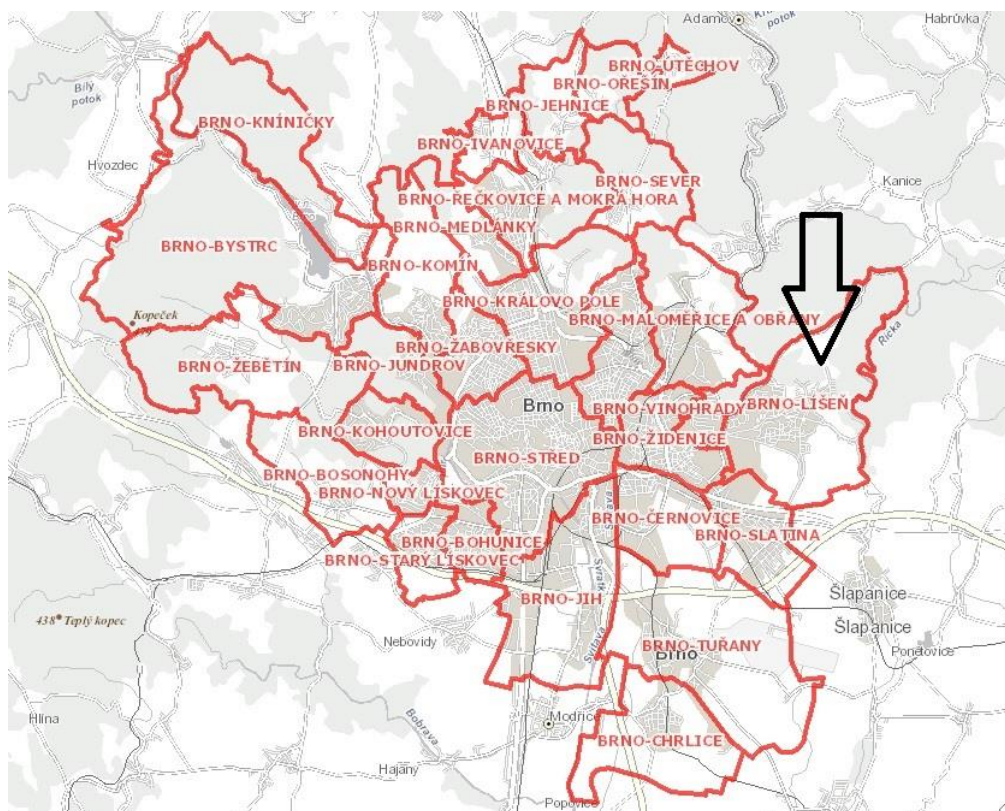 Adamov
Habrůvka
potok
Bílý
potok
BRNO-ÚTĚCHOV
BRNO-OŘEŠÍN
BRNO-JEHNICE
BRNO-KNÍNIČKY
BRNO-IVANOVICE
Hvozdec
Kanice
BRNO-SEVER
BRNO-ŘEČKOVICE A MOKRÁ HORA
BRNO-MEDLÁNKY
BRNO-BYSTRC
BRNO-KOMÍN
BRNO-KRÁLOVO POLE
Kopeček
BRNO-MALOMĚŘICE A OBŘANY
Říčka
BRNO-ŽABOVŘESKY
BRNO-ŽEBĚTÍN
BRNO-JUNDROV
Brno
BRNO-VINOHRADY
BRNO-LÍŠEŇ
BRNO-KOHOUTOVICE
BRNO-ŽIDENICE
BRNO-STŘED
BRNO-BOSONOHY
BRNO-NOVÝ LÍSKOVEC
BRNO-ČERNOVICE
BRNO-SLATINA
BRNO-BOHUNICE
BRNO-STARÝ LÍSKOVEC
BRNO-JIH
Šlapanice
Šlapanice
438 Teplý kopec
Nebovidy
BRNO-TUŘANY
Brno
Ponětovice
Hlína
Bobrava
Modřice
BRNO-CHRLICE
Hajany
Popovice